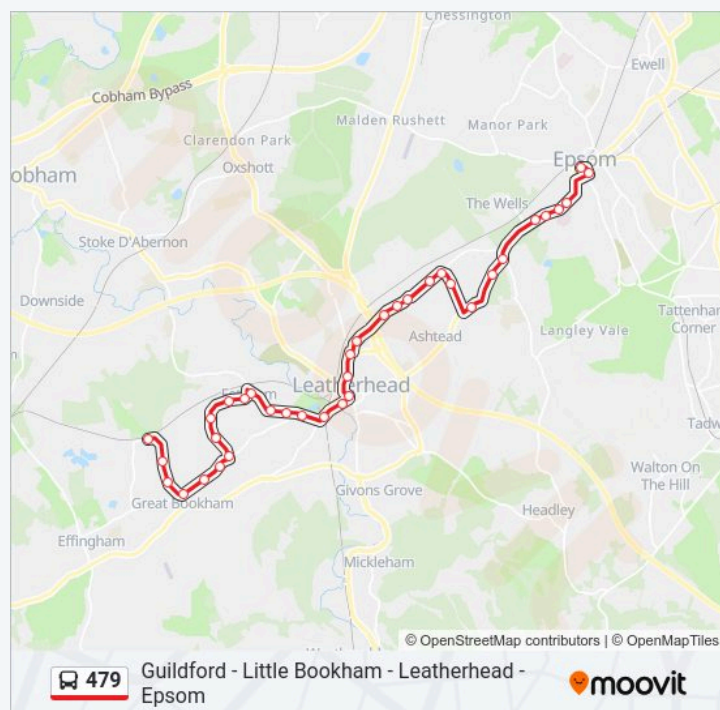 Chessington
Ewell
Cobham Bypass
Malden Rushett
Manor Park
Clarendon Park
Epsom
Oxshott
obham
The Wells
Stoke D'Abernon
Downside
Tattenham
Corner
Langley Vale
Ashtead
Leatherhead
Tadw
Walton On
The Hill
Givons Grove
Great Bookham
Headley
Effingham
Mickleham
© OpenStreetMap contributors | © OpenMapTiles
479
Guildford - Little Bookham - Leatherhead -
Epsom
moovit